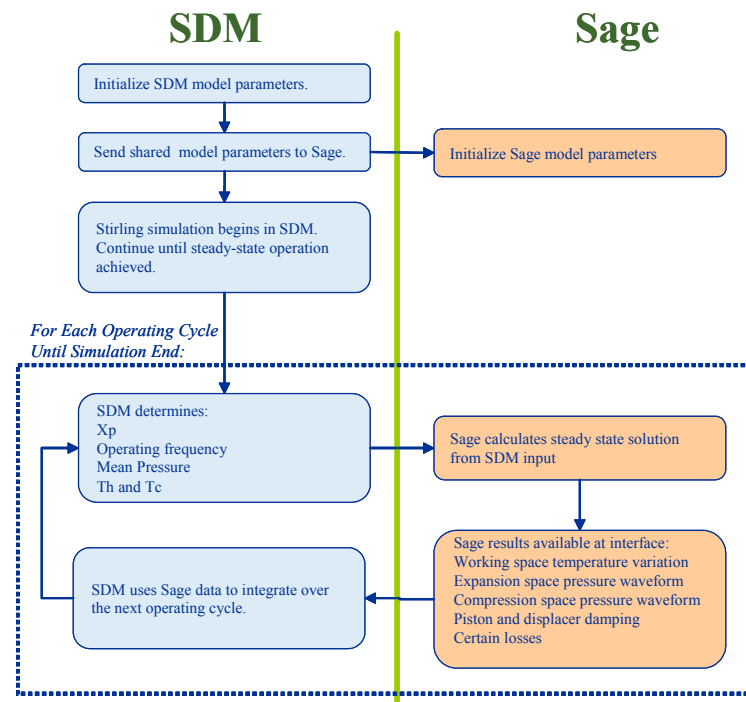 SDM
Sage
Initialize SDM model parameters.
Send shared model parameters to Sage.
Initialize Sage model parameters
Stirling simulation begins in SDM.
Continue until steady-state operation
achieved.
For Each Operating Cycle
Until Simulation End:
SDM determines:
Xp
Operating frequency
Mean Pressure
Th and Tc
Sage calculates steady state solution
from SDM input
Sage results available at interface:
Working space temperature variation
Expansion space pressure waveform
Compression space pressure waveform
Piston and displacer damping
Certain losses
SDM uses Sage data to integrate over
the next operating cycle.